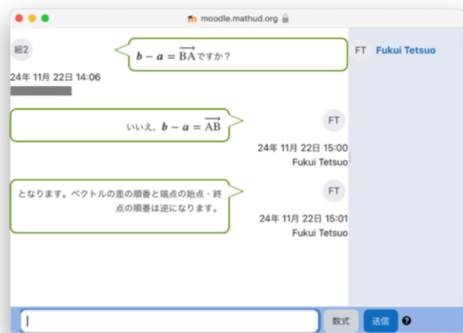 moodle.mathud.org
細2
b − a = BAですか？
FT Fukui Tetsuo
24年 11月 22日 14:06
いいえ、b − a = AB
FT
24年 11月 22日 15:00
Fukui Tetsuo
となります。ベクトルの差の順番と端点の始点・終
点の順番は逆になります。
FT
24年 11月 22日 15:01
Fukui Tetsuo
数式 送信